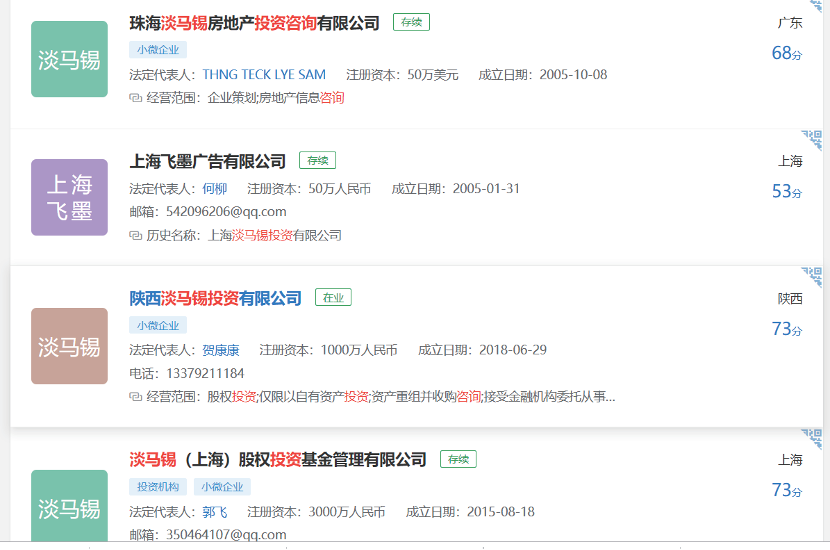 淡马锡
珠海淡马锡房地产投资咨询有限公司 存续
广东
小微企业
68分
法定代表人：THNG TECK LYE SAM 注册资本：50万美元 成立日期：2005-10-08
经营范围：企业策划;房地产信息咨询
上海
飞墨
上海飞墨广告有限公司 存续
上海
法定代表人：何柳 注册资本：50万人民币 成立日期：2005-01-31
53分
邮箱：542096206@qq.com
历史名称：上海淡马锡投资有限公司
淡马锡
陕西淡马锡投资有限公司 在业
陕西
小微企业
73分
法定代表人：贺康康 注册资本：1000万人民币 成立日期：2018-06-29
电话：13379211184
经营范围：股权投资;仅限以自有资产投资;资产重组并收购咨询;接受金融机构委托从事...
淡马锡
淡马锡（上海）股权投资基金管理有限公司 存续
上海
投资机构 小微企业
73分
法定代表人：郭飞 注册资本：3000万人民币 成立日期：2015-08-18
邮箱：350464107@qq.com